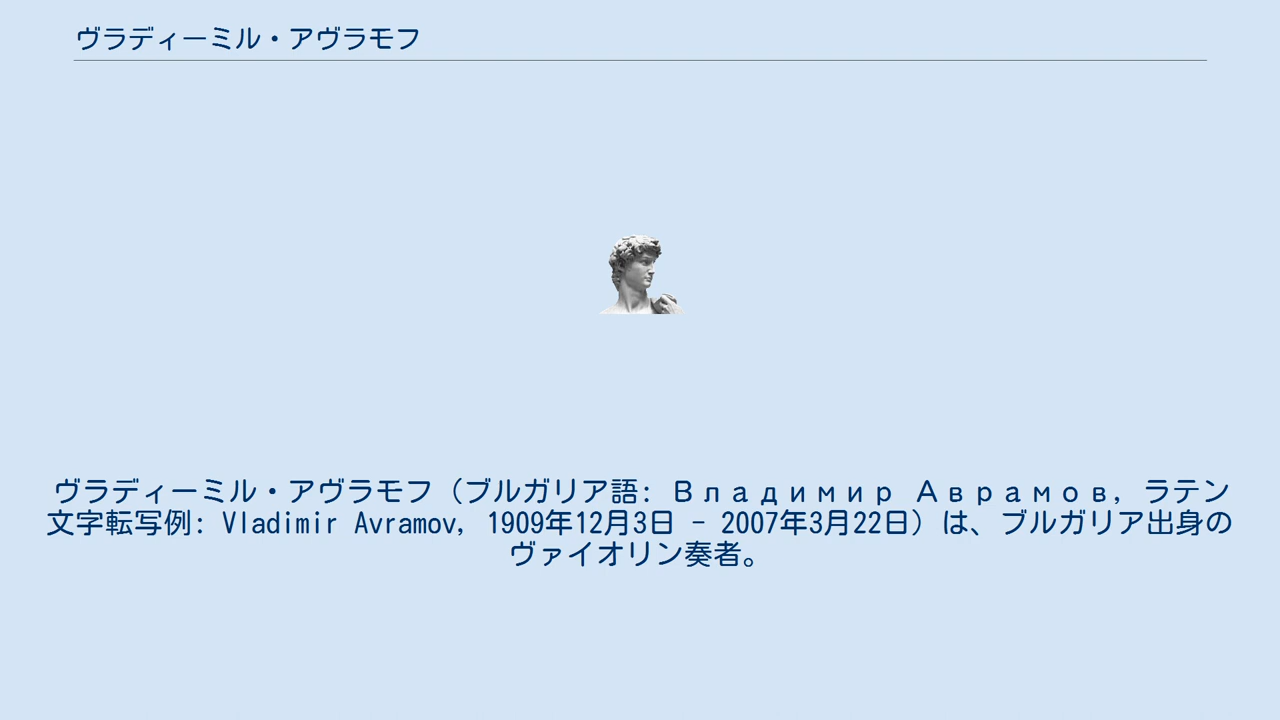 ヴラディーミル・アヴラモフ
ヴラディーミル・アヴラモフ（ブルガリア語: Владимир Аврамов, ラテン
文字転写例: Vladimir Avramov, 1909年12月3日 - 2007年3月22日）は、ブルガリア出身の
ヴァイオリン奏者。